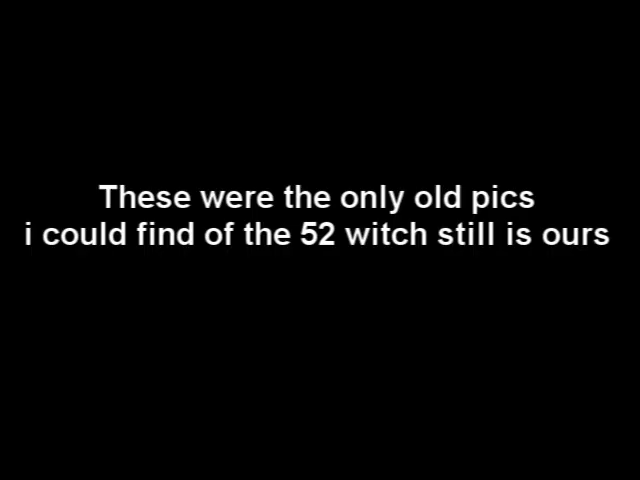 These were the only old pics
i could find of the 52 witch still is ours